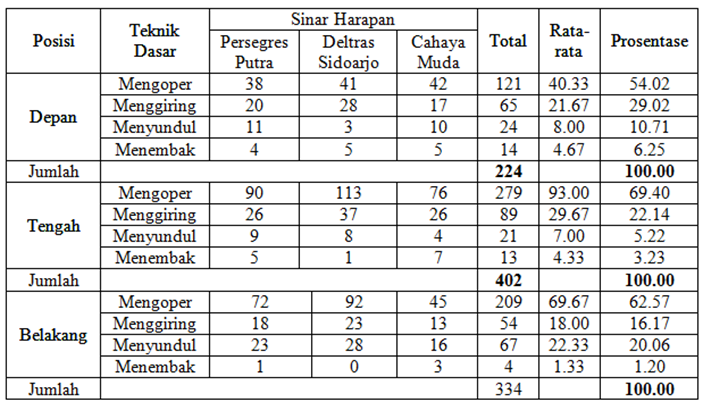 Posisi Teknik Dasar Sinar Harapan Total Rata-rata Prosentase
Persegres Putra Deltras Sidoarjo Cahaya Muda
Depan Mengoper 38 41 42 121 40.33 54.02
Menggiring 20 28 17 65 21.67 29.02
Menyundul 11 3 10 24 8.00 10.71
Menembak 4 5 5 14 4.67 6.25
Jumlah 224 100.00
Tengah Mengoper 90 113 76 279 93.00 69.40
Menggiring 26 37 26 89 29.67 22.14
Menyundul 9 8 4 21 7.00 5.22
Menembak 5 1 7 13 4.33 3.23
Jumlah 402 100.00
Belakang Mengoper 72 92 45 209 69.67 62.57
Menggiring 18 23 13 54 18.00 16.17
Menyundul 23 28 16 67 22.33 20.06
Menembak 1 0 3 4 1.33 1.20
Jumlah 334 100.00